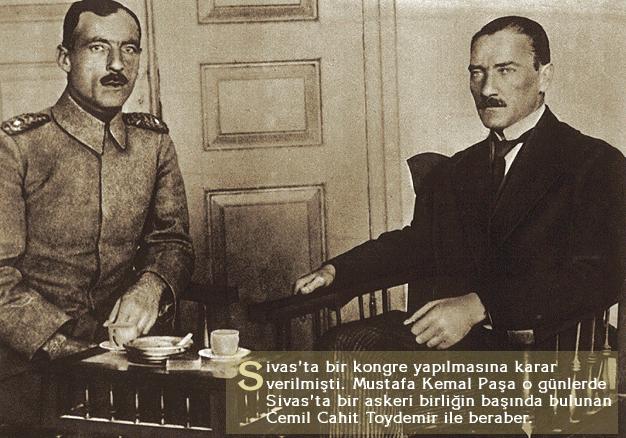 Sivas'ta bir kongre yapılmasına karar
verilmişti. Mustafa Kemal Paşa o günlerde
Sivas'ta bir askeri birliğin başında bulunan
Cemil Cahit Toydemir ile beraber.